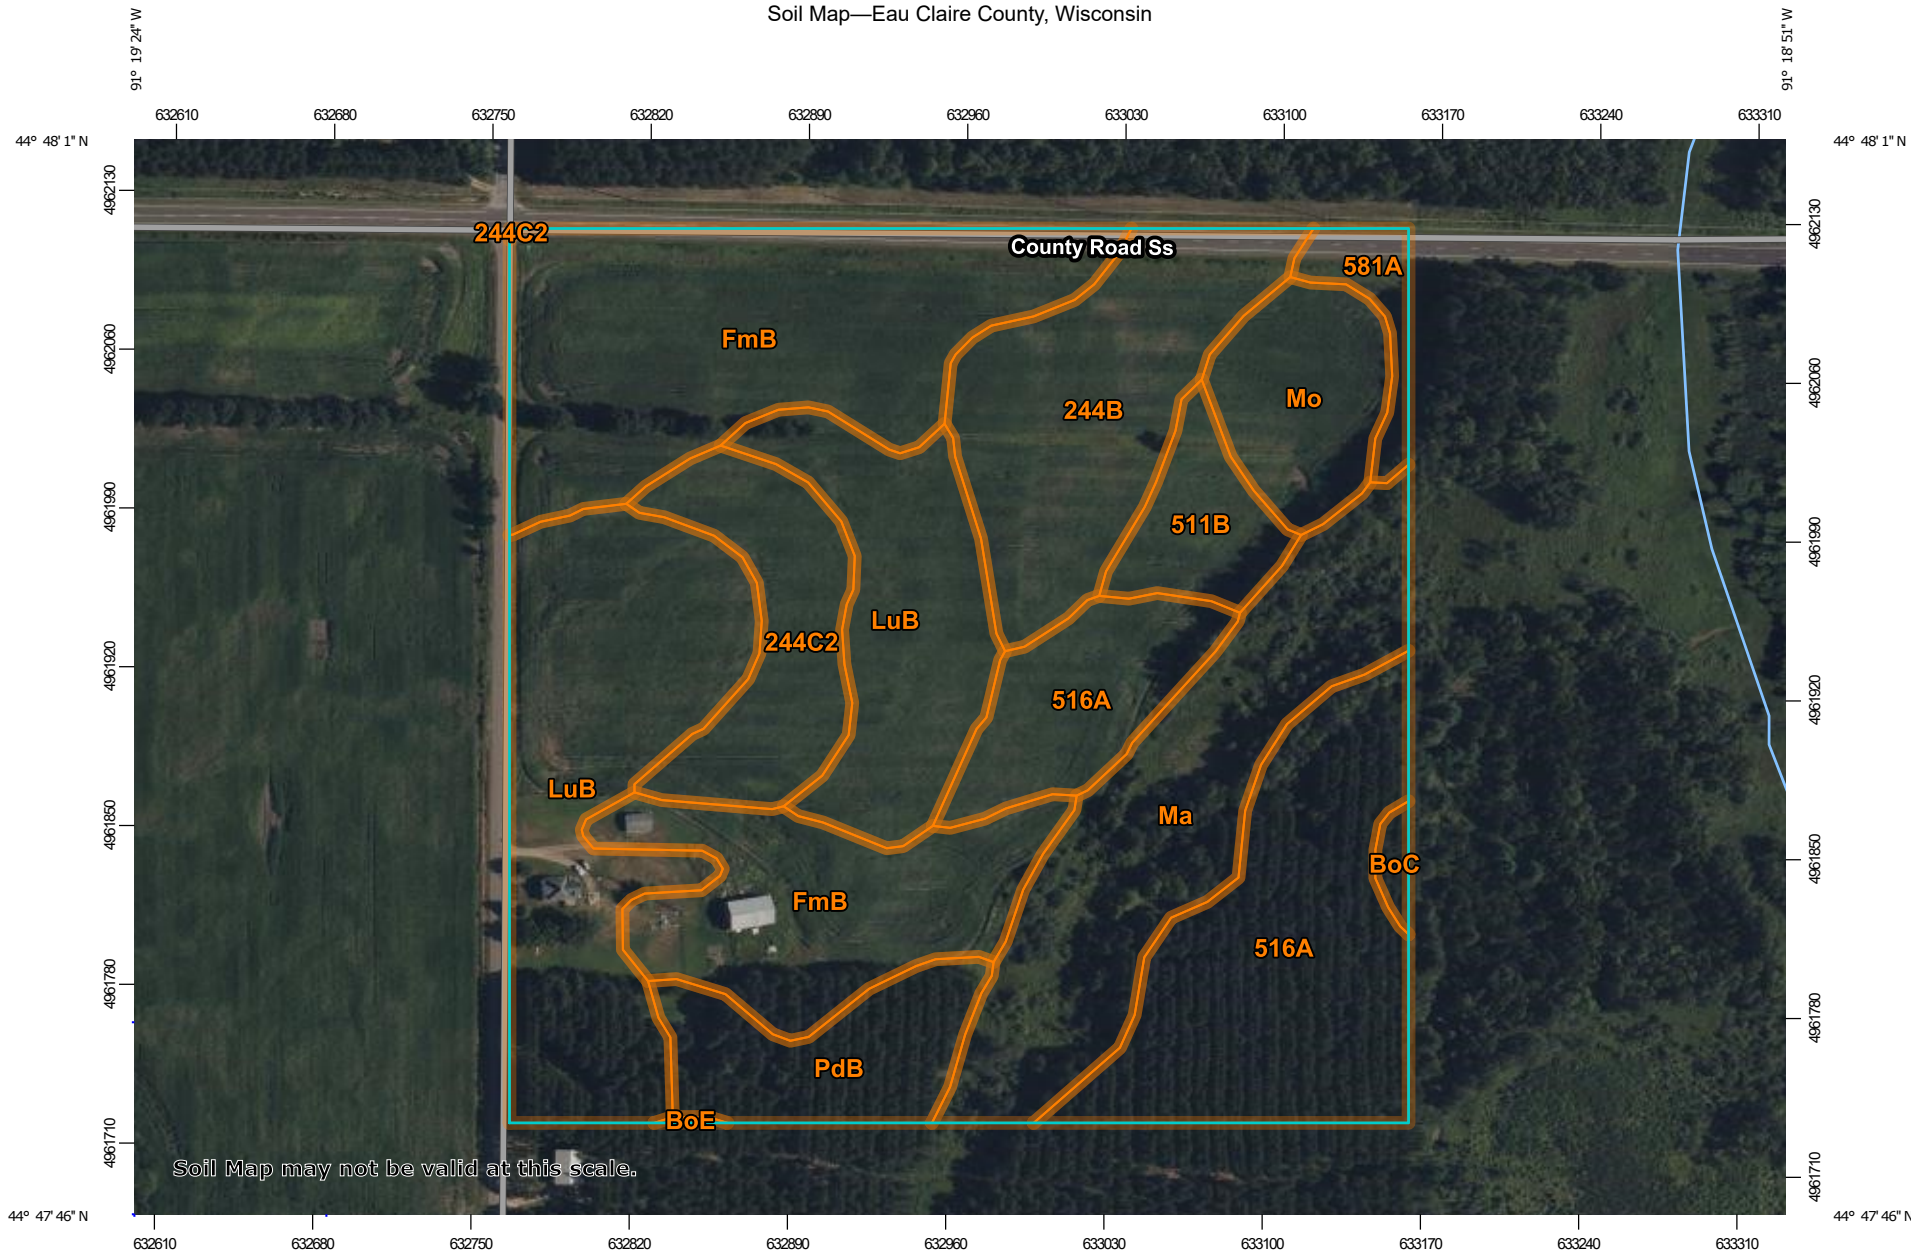 Soil Map—Eau Claire County, Wisconsin
91° 19' 24" W
91° 18' 51" W
632610 632680 632750 632820 632890 632960 633030 633100 633170 633240 633310
44° 48' 1" N
44° 48' 1" N
4962130
4962130
244C2
County Road Ss
581A
FmB
4962060
4962060
244B
Mo
4961990
4961990
511B
LuB
244C2
4961920
4961920
516A
LuB
Ma
4961850
4961850
BoC
FmB
516A
4961780
4961780
PdB
BoE
4961710
4961710
Soil Map may not be valid at this scale.
44° 47' 46" N
44° 47' 46" N
632610 632680 632750 632820 632890 632960 633030 633100 633170 633240 633310